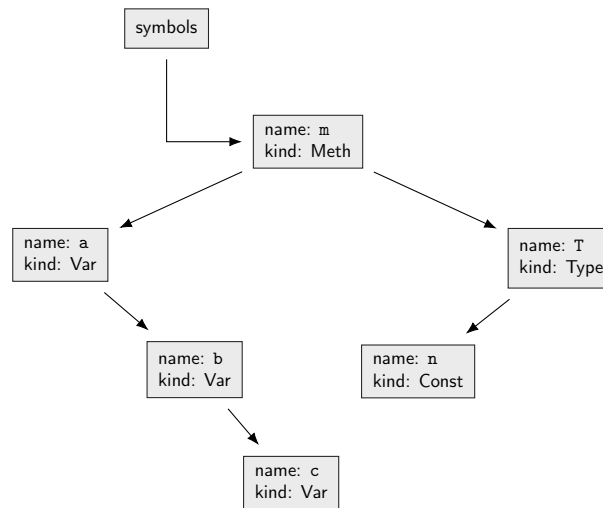 symbols
name: m
kind: Meth
name: a
kind: Var
name: T
kind: Type
name: b
kind: Var
name: n
kind: Const
name: c
kind: Var